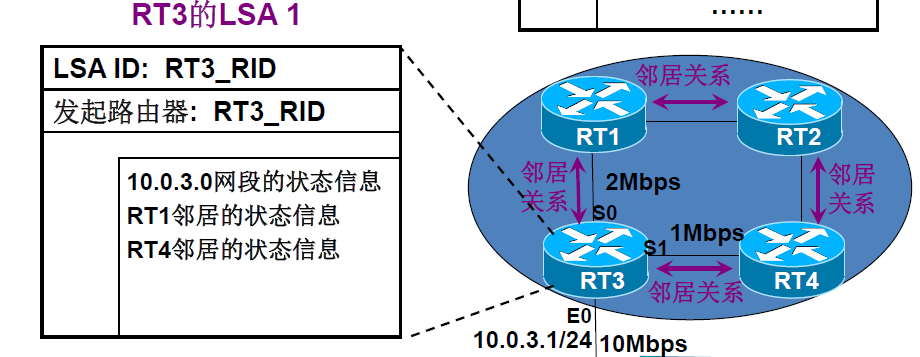 RT3的LSA 1
LSA ID: RT3_RID
发起路由器: RT3_RID
10.0.3.0网段的状态信息
RT1邻居的状态信息
RT4邻居的状态信息
......
邻居关系
RT1
RT2
邻居
关系
2Mbps
邻居
关系
S0
S1
1Mbps
RT3
邻居关系
RT4
E0
10.0.3.1/24
10Mbps